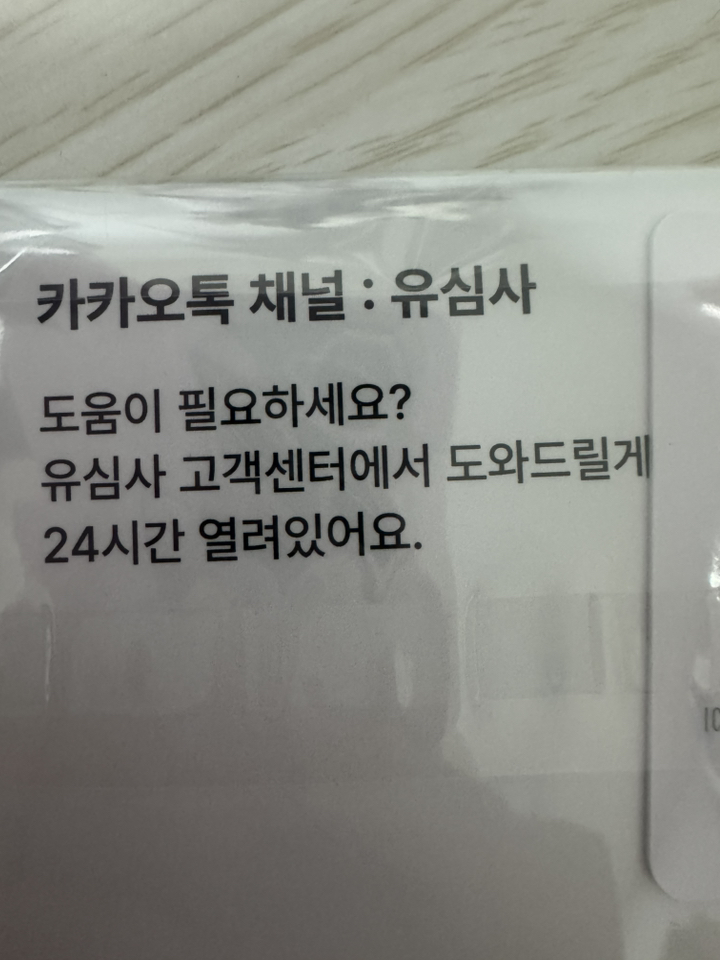 카카오톡 채널 : 유심사
도움이 필요하세요?
유심사 고객센터에서 도와드릴게
24시간 열려있어요.